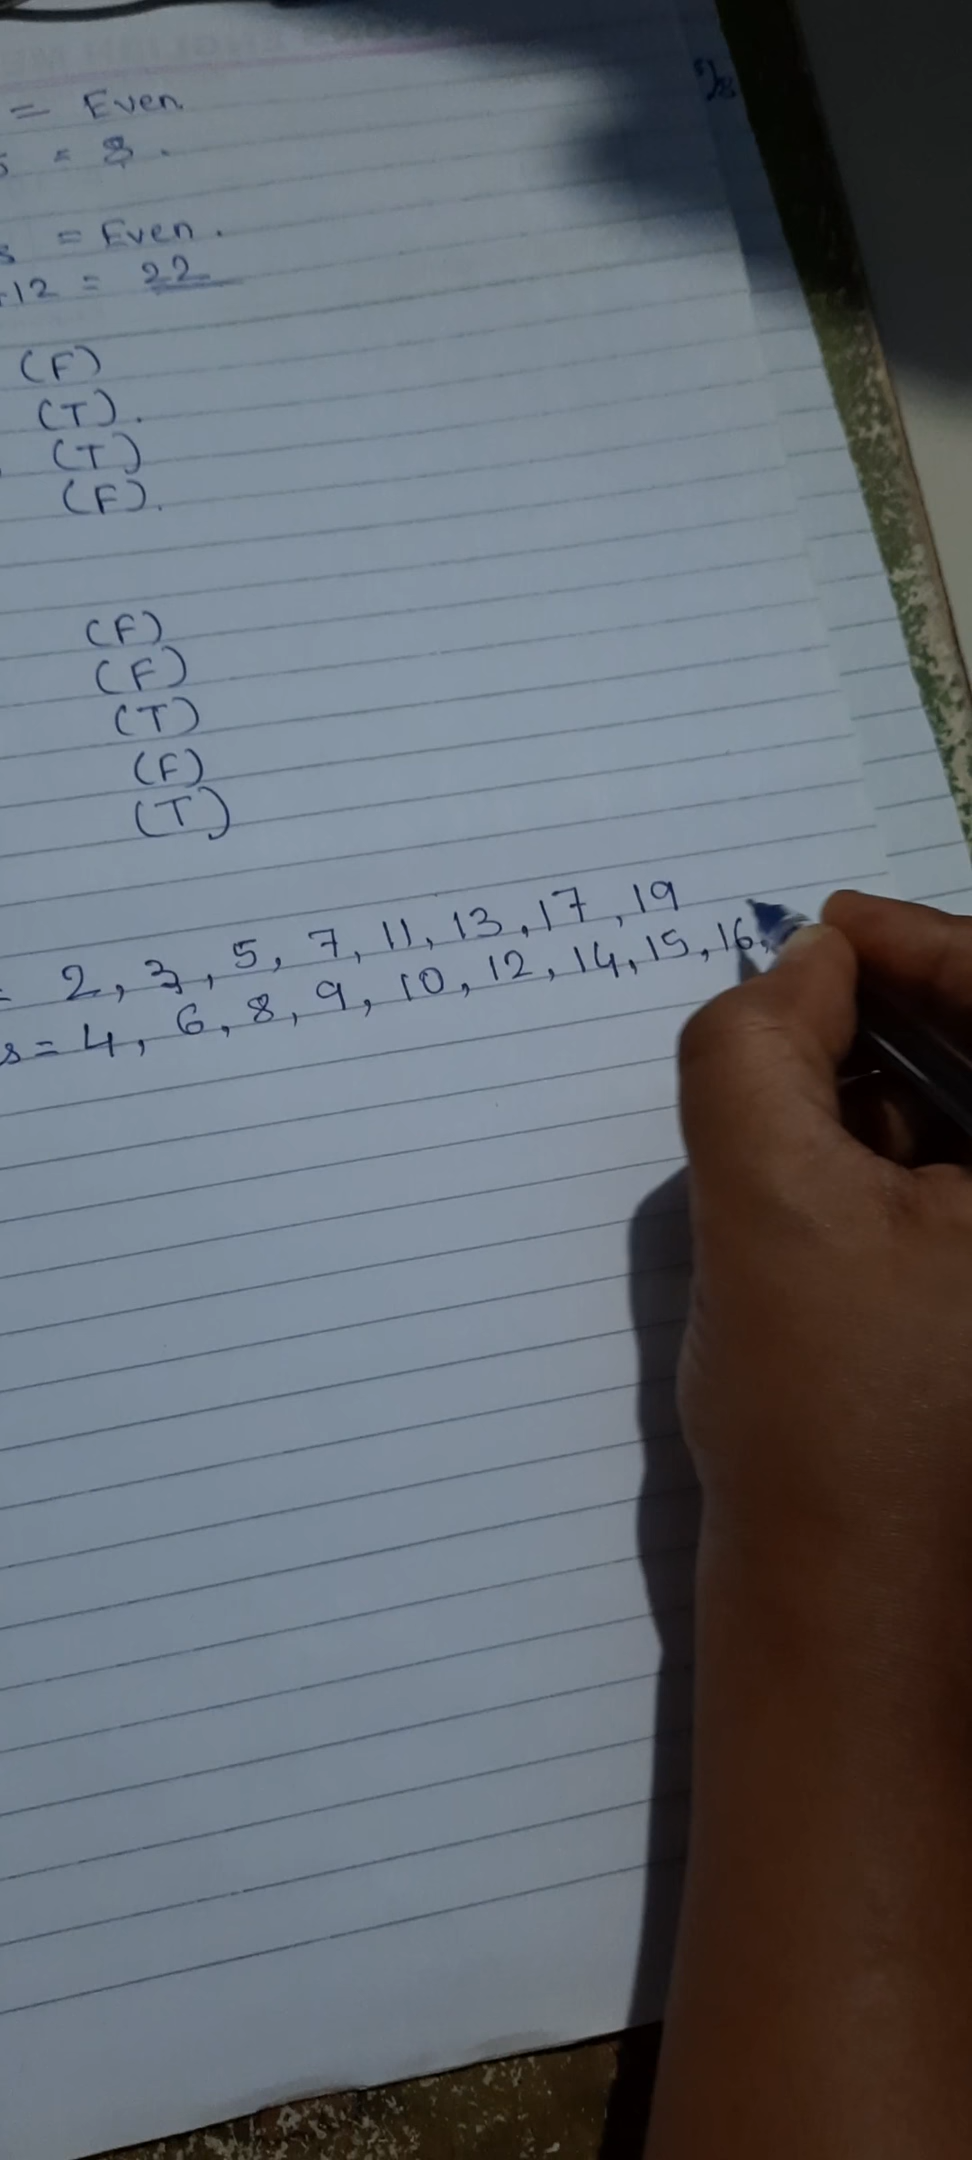 = Even.
5 = 8.
s = Even.
+12 = 22
(F)
(T).
(T)
(F).
(F)
(F)
(T)
(F)
(T)
= 2, 3, 5, 7, 11, 13, 17, 19
s = 4, 6, 8, 9, 10, 12, 14, 15, 16,